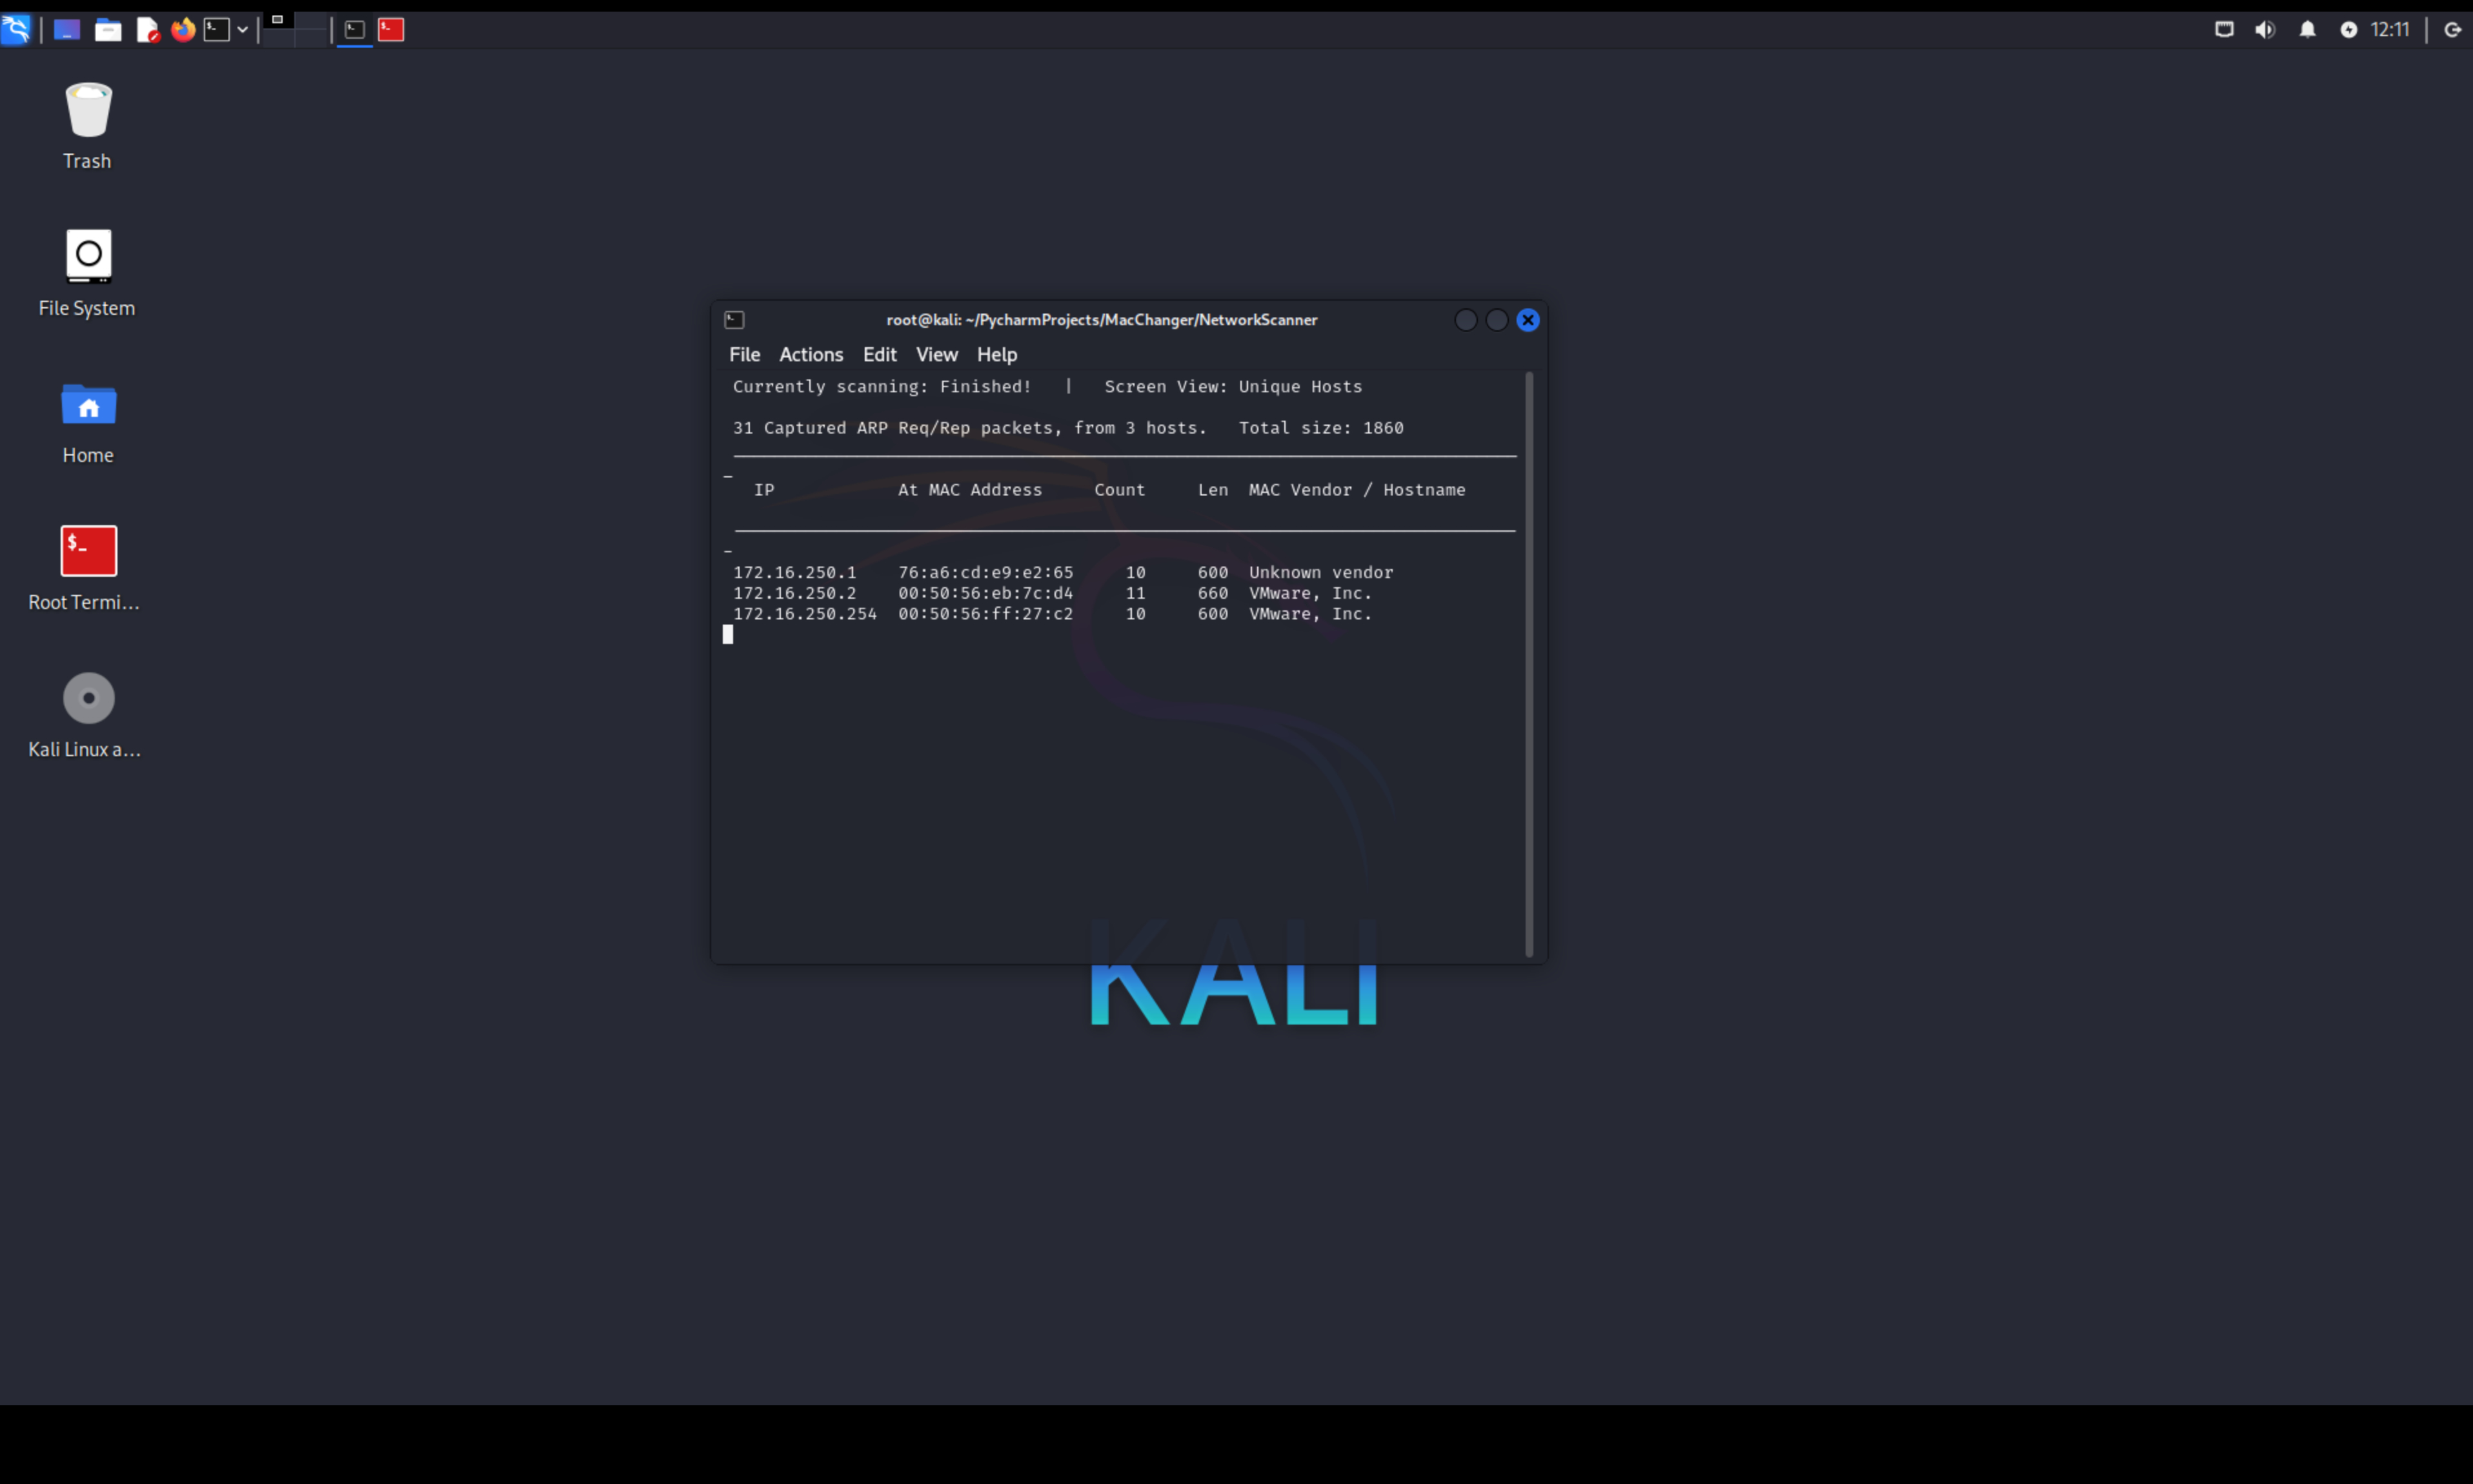 12:11
Trash
File System
Home
$_
Root Termi...
Kali Linux a...
root@kali: ~/PycharmProjects/MacChanger/NetworkScanner
File Actions Edit View Help
Currently scanning: Finished! | Screen View: Unique Hosts
31 Captured ARP Req/Rep packets, from 3 hosts. Total size: 1860
_
IP At MAC Address Count Len MAC Vendor / Hostname
_
172.16.250.1 76:a6:cd:e9:e2:65 10 600 Unknown vendor
172.16.250.2 00:50:56:eb:7c:d4 11 660 VMware, Inc.
172.16.250.254 00:50:56:ff:27:c2 10 600 VMware, Inc.
KALI